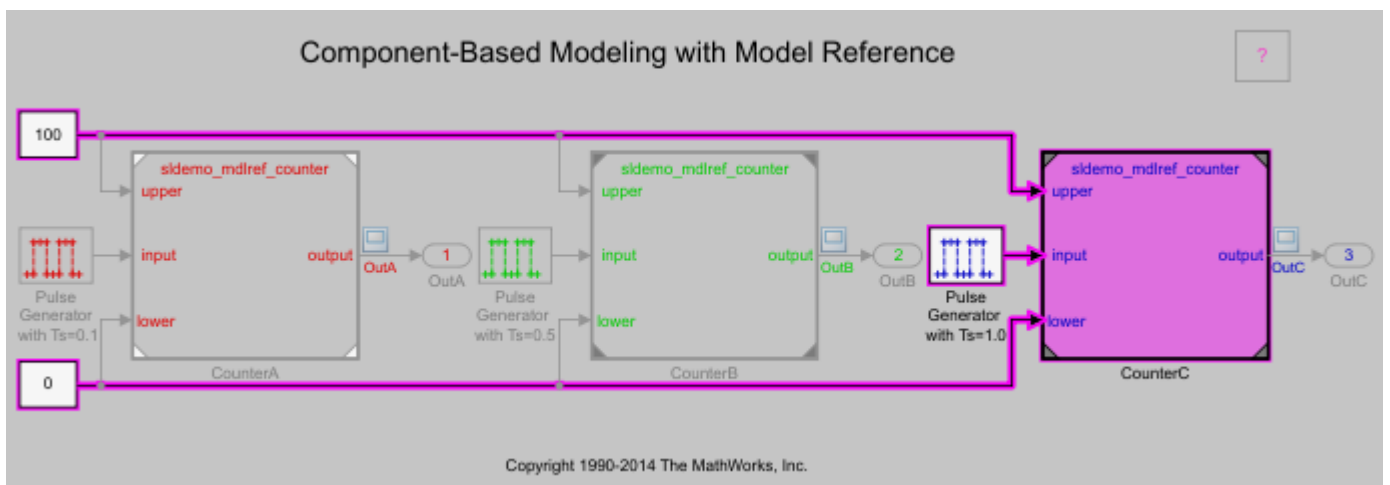 Component-Based Modeling with Model Reference
?
100
sldemo_mdlref_counter
upper
input
output
lower
OutA
1
OutA
Pulse
Generator
with Ts=0.1
CounterA
sldemo_mdlref_counter
upper
input
output
lower
OutB
2
OutB
Pulse
Generator
with Ts=0.5
CounterB
sldemo_mdlref_counter
upper
input
output
lower
OutC
3
OutC
Pulse
Generator
with Ts=1.0
CounterC
0
Copyright 1990-2014 The MathWorks, Inc.